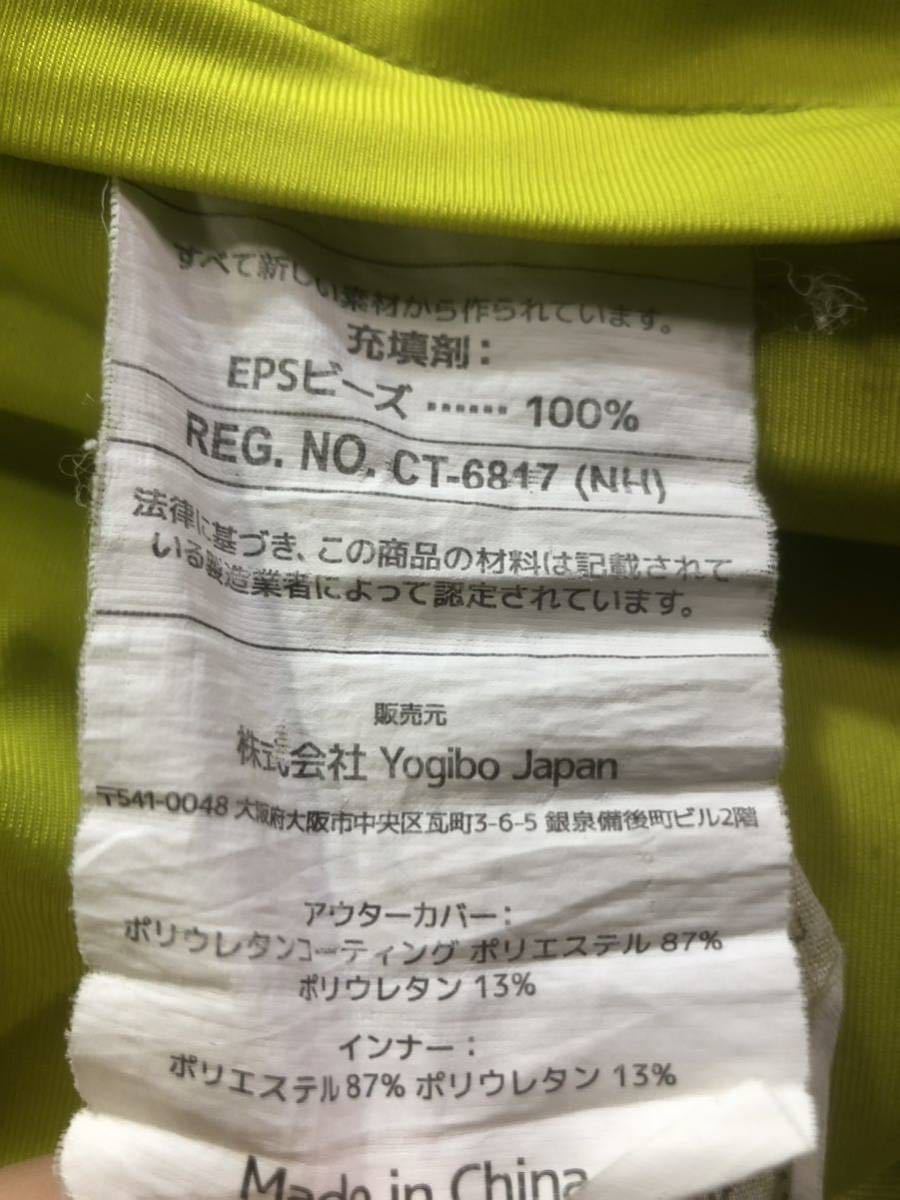 すべて新しい素材から作られています。
充填剤：
EPSビーズ …… 100%
REG. NO. CT-6817 (NH)
法律に基づき、この商品の材料は記載されて
いる製造業者によって認定されています。
販売元
株式会社 Yogibo Japan
〒541-0048 大阪府大阪市中央区瓦町3-6-5 銀泉備後町ビル2階
アウターカバー：
ポリウレタンコーティング ポリエステル 87%
ポリウレタン 13%
インナー：
ポリエステル87% ポリウレタン 13%
Made in China